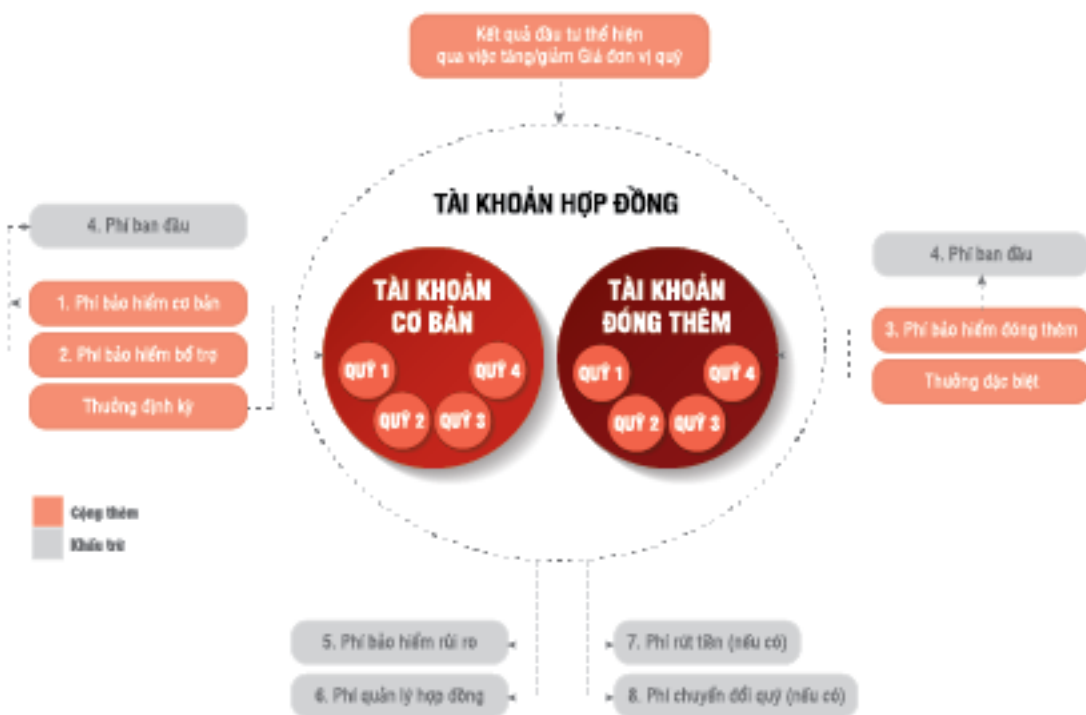 Kết quả đầu tư thể hiện
qua việc tăng/giảm Giá đơn vị quỹ
TÀI KHOẢN HỢP ĐỒNG
4. Phí ban đầu
1. Phí bảo hiểm cơ bản
2. Phí bảo hiểm bổ trợ
Thưởng định kỳ
TÀI KHOẢN
CƠ BẢN
QUỸ 1
QUỸ 4
QUỸ 2
QUỸ 3
TÀI KHOẢN
ĐÓNG THÊM
QUỸ 1
QUỸ 4
QUỸ 2
QUỸ 3
4. Phí ban đầu
3. Phí bảo hiểm đóng thêm
Thưởng đặc biệt
Cộng thêm
Khấu trừ
5. Phí bảo hiểm rủi ro
6. Phí quản lý hợp đồng
7. Phí rút tiền (nếu có)
8. Phí chuyển đổi quỹ (nếu có)